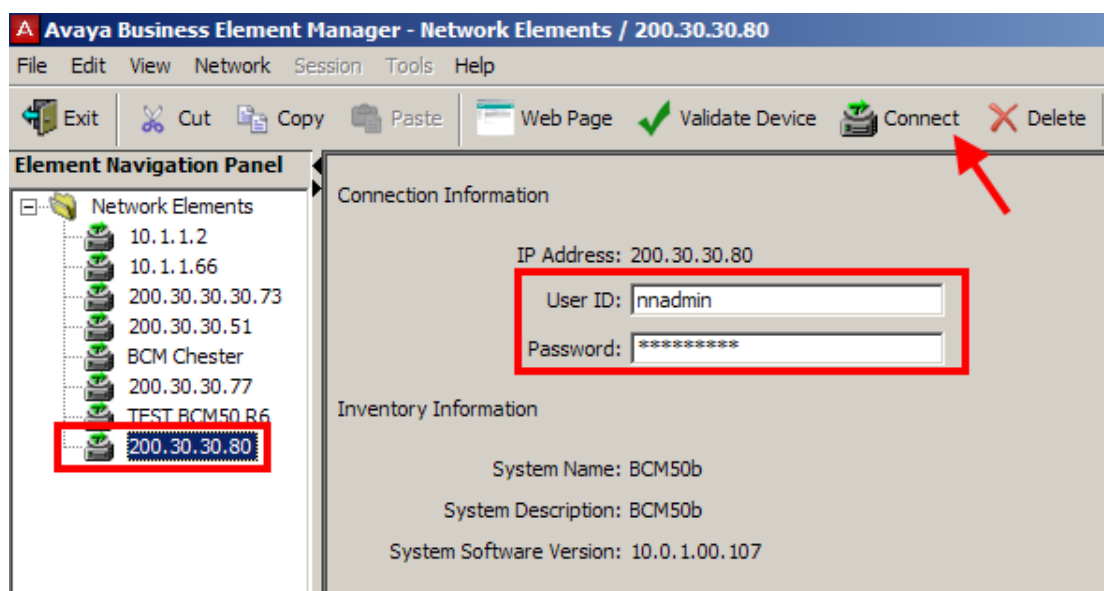 A Avaya Business Element Manager - Network Elements / 200.30.30.80
File Edit View Network Session Tools Help
Exit Cut Copy Paste Web Page Validate Device Connect Delete
Element Navigation Panel
Network Elements
10.1.1.2
10.1.1.66
200.30.30.30.73
200.30.30.51
BCM Chester
200.30.30.77
TEST BCM50 R6
200.30.30.80
Connection Information
IP Address: 200.30.30.80
User ID: nnadmin
Password: *********
Inventory Information
System Name: BCM50b
System Description: BCM50b
System Software Version: 10.0.1.00.107